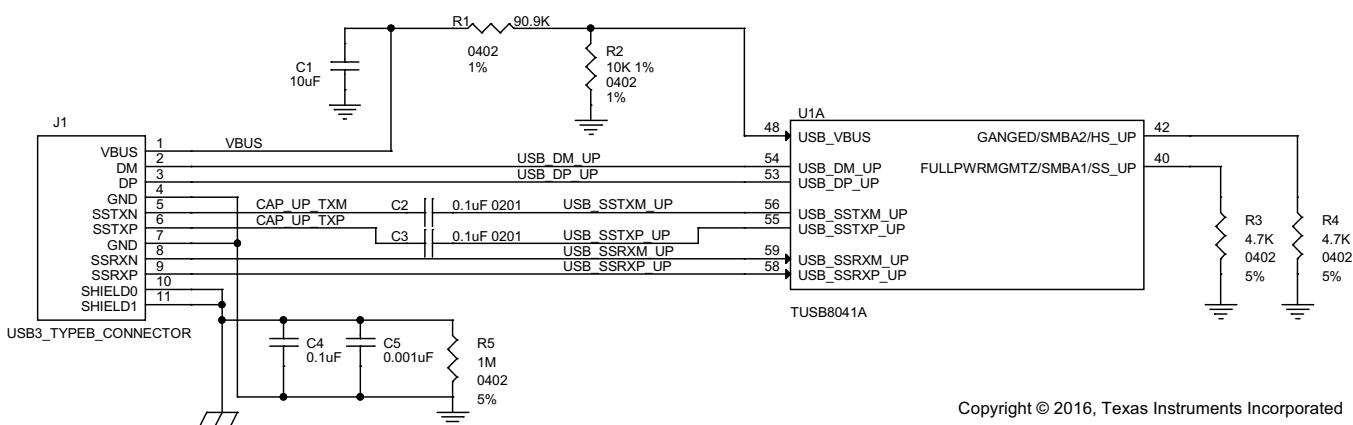 R1 90.9K
0402
1%
C1
10uF
R2
10K 1%
0402
1%
J1
USB3_TYPEB_CONNECTOR
VBUS 1 VBUS
DM 2 USB_DM_UP
DP 3 USB_DP_UP
GND 4
SSTXN 5 CAP_UP_TXM C2 0.1uF 0201 USB_SSTXM_UP
SSTXP 6 CAP_UP_TXP
GND 7 C3 0.1uF 0201 USB_SSTXP_UP
SSRXN 8 USB_SSRXM_UP
SSRXP 9 USB_SSRXP_UP
SHIELD0 10
SHIELD1 11
C4
0.1uF
C5
0.001uF
R5
1M
0402
5%
U1A
48 USB_VBUS GANGED/SMBA2/HS_UP 42
54 USB_DM_UP FULLPWRMGMTZ/SMBA1/SS_UP 40
53 USB_DP_UP
56 USB_SSTXM_UP
55 USB_SSTXP_UP
59 USB_SSRXM_UP
58 USB_SSRXP_UP
TUSB8041A
R3
4.7K
0402
5%
R4
4.7K
0402
5%
Copyright © 2016, Texas Instruments Incorporated